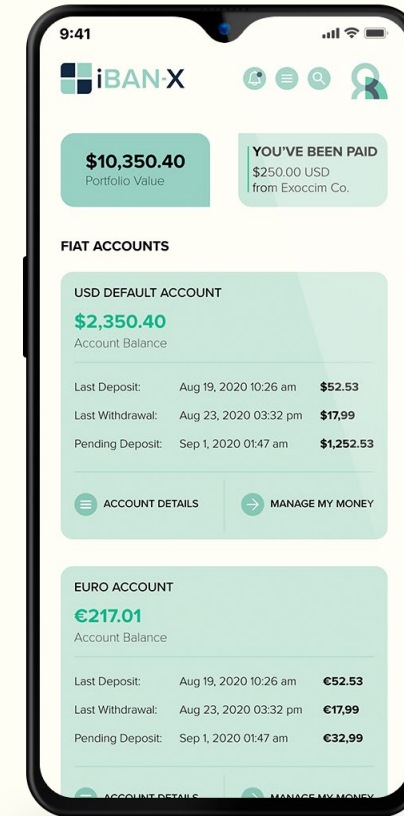 9:41
iBAN-X
$10,350.40
Portfolio Value
YOU'VE BEEN PAID
$250.00 USD
from Exoccim Co.
FIAT ACCOUNTS
USD DEFAULT ACCOUNT
$2,350.40
Account Balance
Last Deposit: Aug 19, 2020 10:26 am $52.53
Last Withdrawal: Aug 23, 2020 03:32 pm $17,99
Pending Deposit: Sep 1, 2020 01:47 am $1,252.53
ACCOUNT DETAILS MANAGE MY MONEY
EURO ACCOUNT
€217.01
Account Balance
Last Deposit: Aug 19, 2020 10:26 am €52.53
Last Withdrawal: Aug 23, 2020 03:32 pm €17,99
Pending Deposit: Sep 1, 2020 01:47 am €32,99
ACCOUNT DETAILS MANAGE MY MONEY